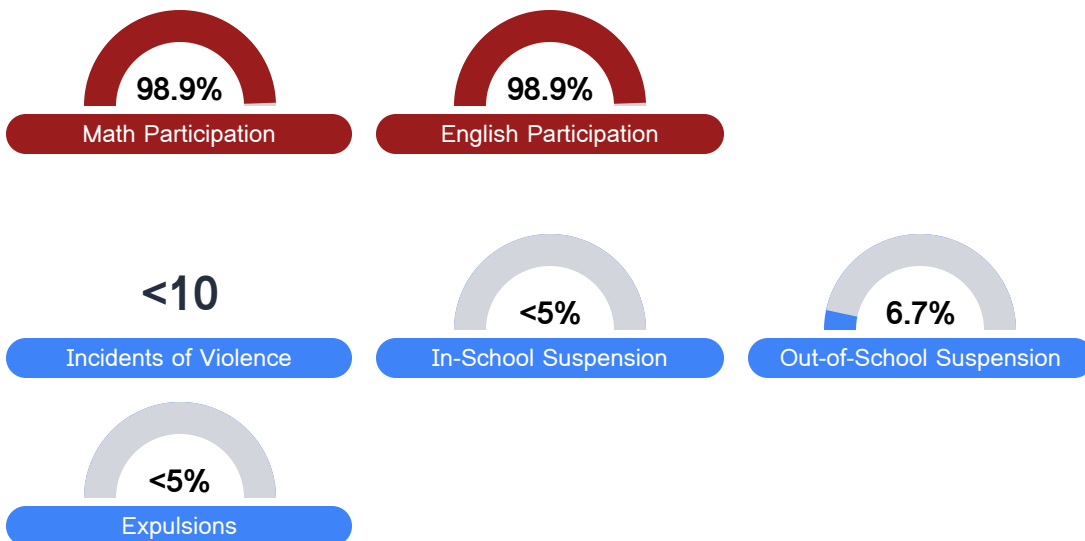 98.9%
Math Participation
98.9%
English Participation
<10
Incidents of Violence
<5%
In-School Suspension
6.7%
Out-of-School Suspension
<5%
Expulsions